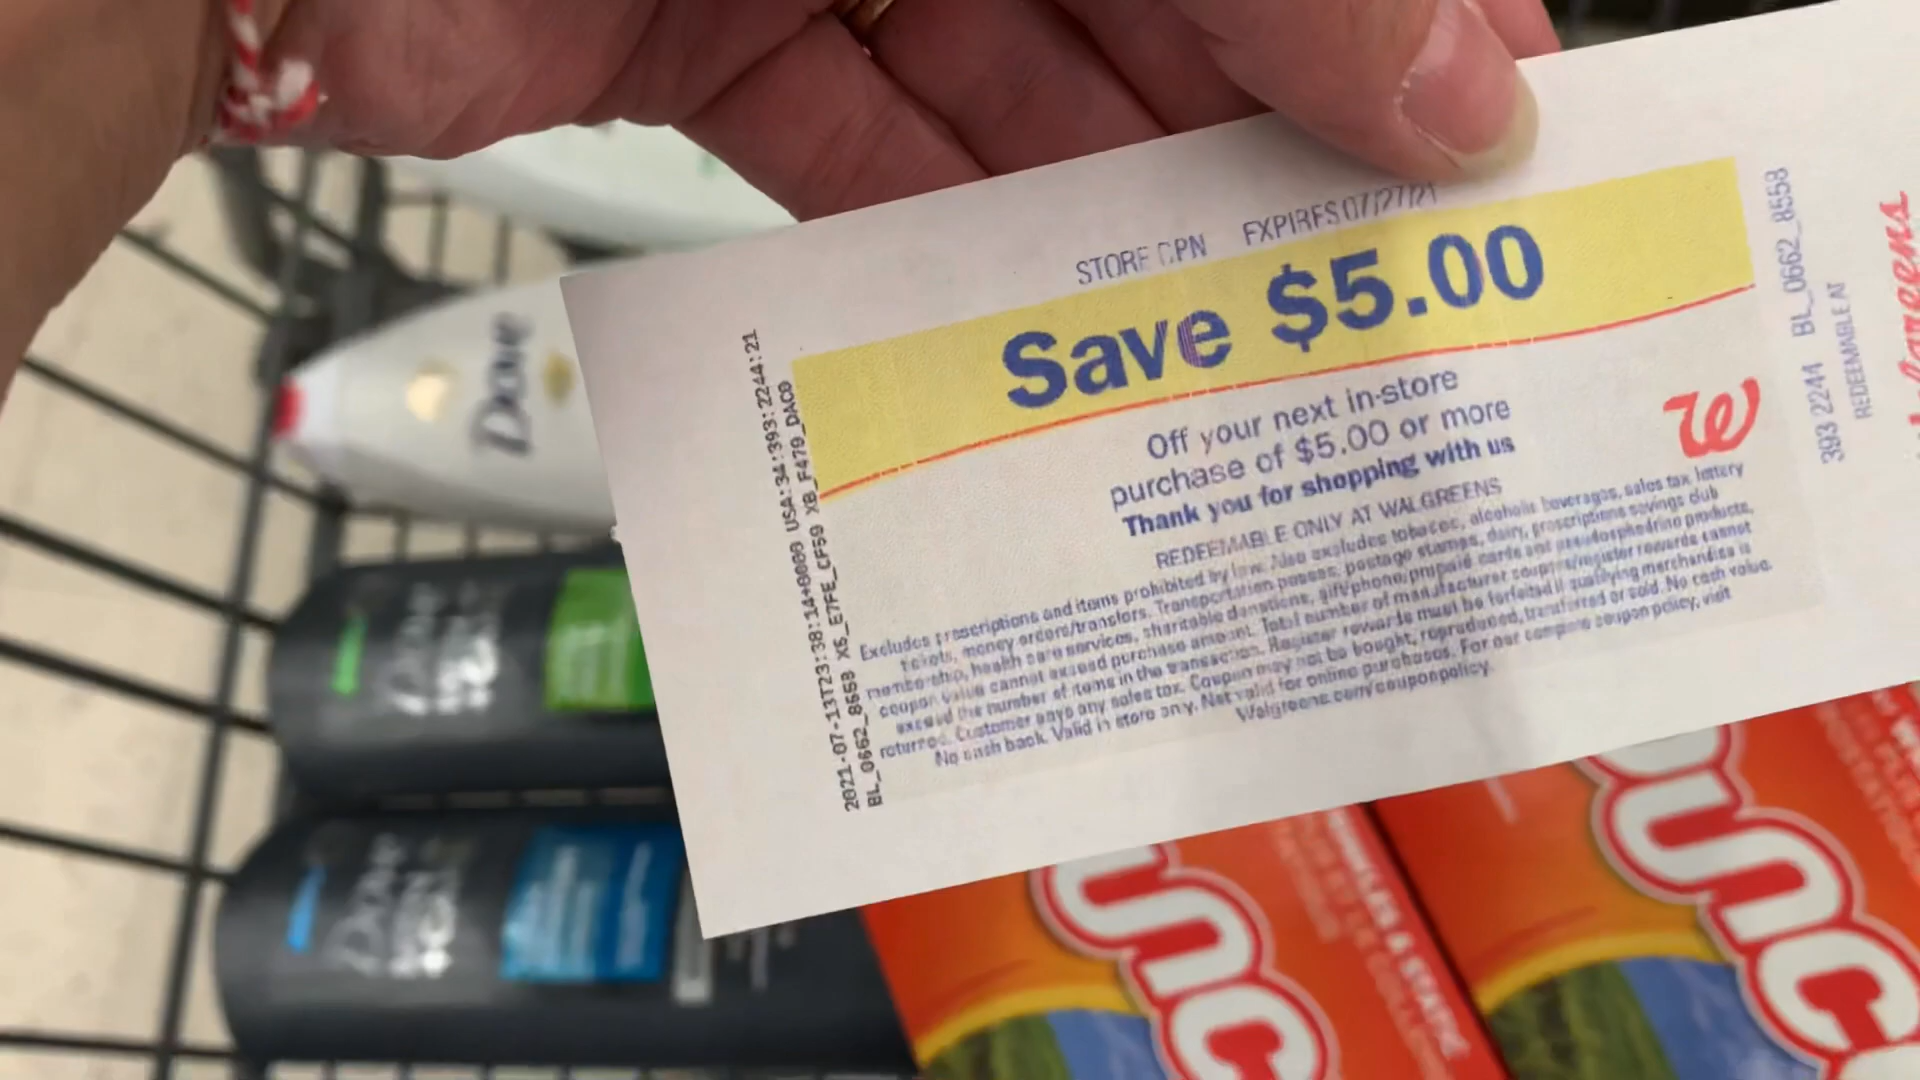 STORE CPN EXPIRES 07/27/21
Save $5.00
Off your next in-store
purchase of $5.00 or more
Thank you for shopping with us
REDEEMABLE ONLY AT WALGREENS
Excludes prescriptions and items prohibited by law. Also excludes tobacco, alcoholic beverages, sales tax lottery
tickets, money orders/transfers. Transportation passes, postage stamps, dairy, prescriptions savings club
membership, health care services, charitable donations, gift/phone/prepaid cards and pseudophedrine products,
coupon value cannot exceed purchase amount. Total number of manufacturer coupons/register rewards cannot
exceed the number of items in the transaction. Register rewards must be forfeited if qualifying merchandise is
returned. Customer pays any sales tax. Coupon may not be bought, reproduced, transferred or sold. No cash value.
No cash back. Valid in store only. Not valid for online purchases. For our complete coupon policy, visit
Walgreens.com/couponpolicy.
2021-07-13T23:38:14+0000 USA:34:393:2244:21
BL_0662_8558 X6_E7FE_CF59 XB_F479_DAC0
393 2244 BL_0662_8558
REDEEMABLE AT
Dove
Dove
MEN
Dove
MEN